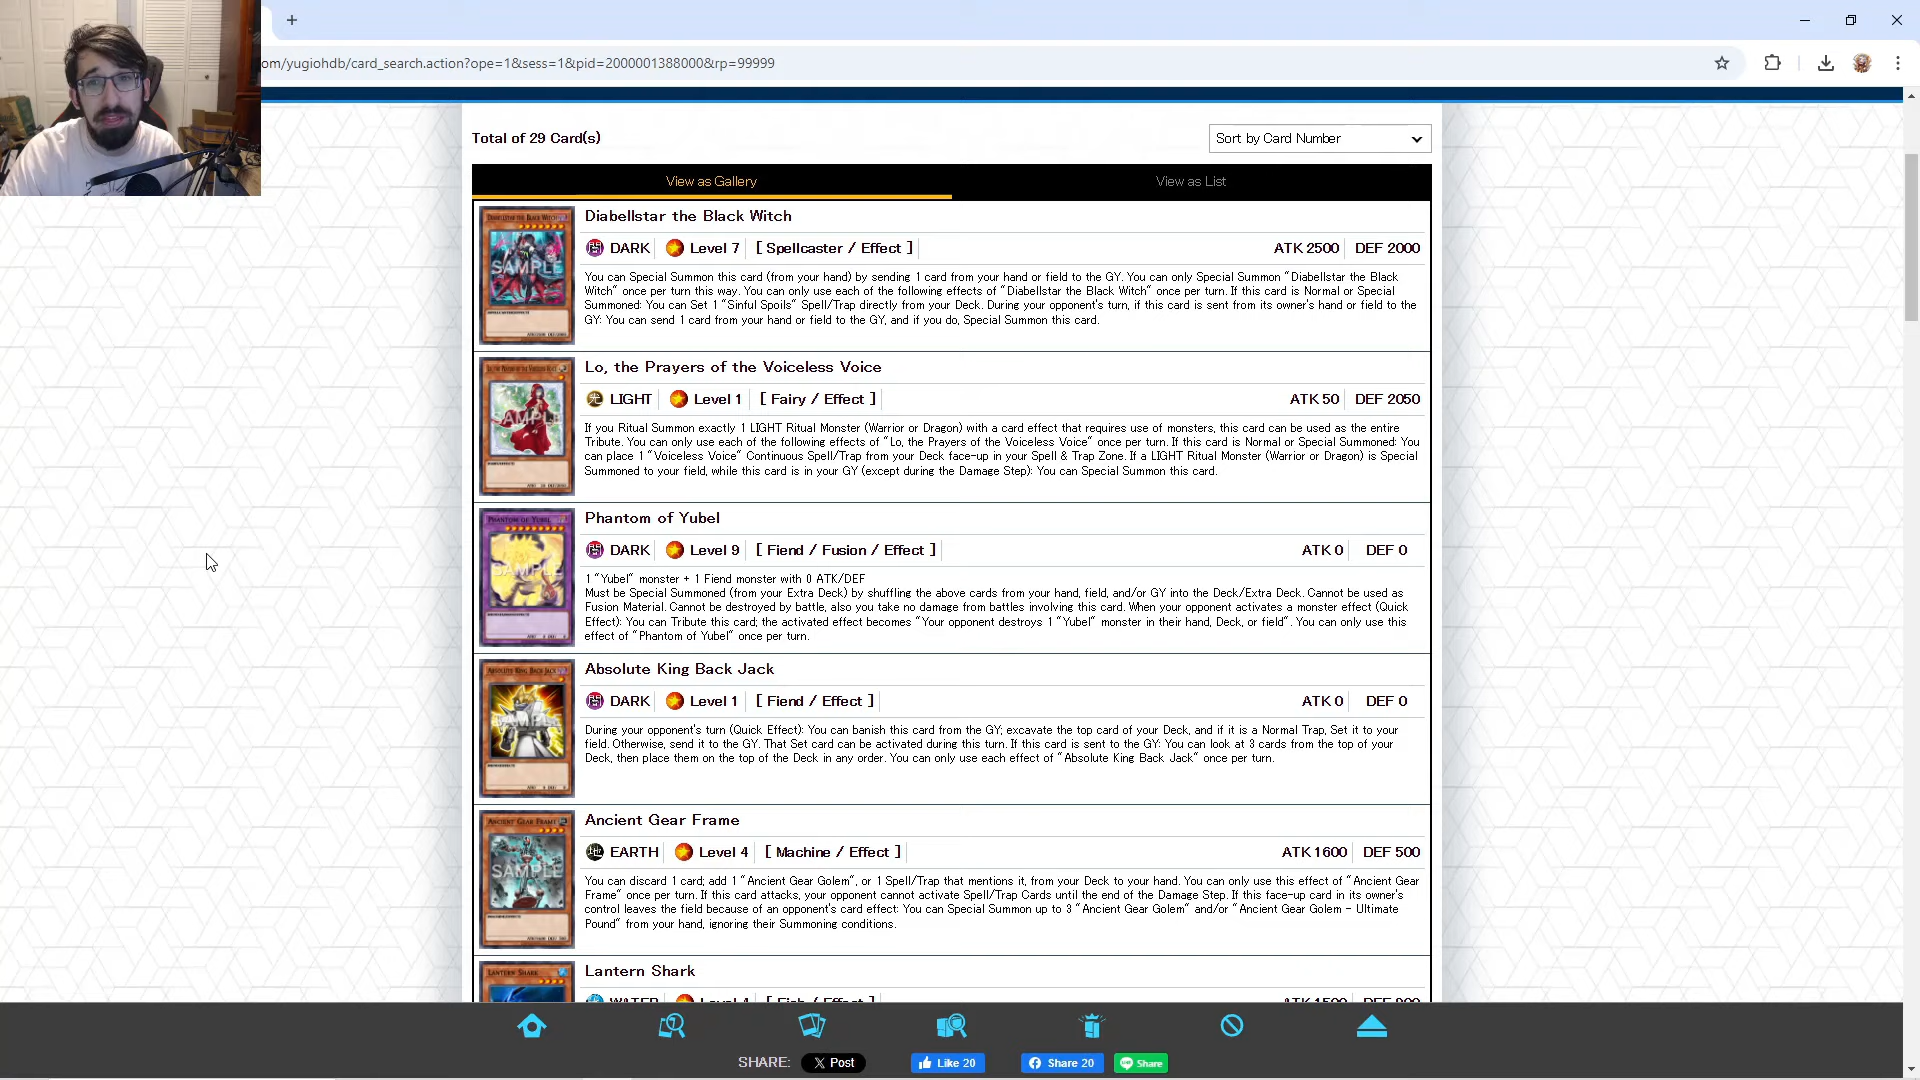 om/yugiohdb/card_search.action?ope=1&sess=1&pid=2000001388000&rp=99999
Total of 29 Card(s)
Sort by Card Number
View as Gallery
View as List
Diabellstar the Black Witch
DARK Level 7 [ Spellcaster / Effect ] ATK 2500 DEF 2000
You can Special Summon this card (from your hand) by sending 1 card from your hand or field to the GY. You can only Special Summon "Diabellstar the Black
Witch" once per turn this way. You can only use each of the following effects of "Diabellstar the Black Witch" once per turn. If this card is Normal or Special
Summoned: You can Set 1 "Sinful Spoils" Spell/Trap directly from your Deck. During your opponent's turn, if this card is sent from its owner's hand or field to the
GY: You can send 1 card from your hand or field to the GY, and if you do, Special Summon this card.
SAMPLE
Lo, the Prayers of the Voiceless Voice
光 LIGHT Level 1 [ Fairy / Effect ] ATK 50 DEF 2050
If you Ritual Summon exactly 1 LIGHT Ritual Monster (Warrior or Dragon) with a card effect that requires use of monsters, this card can be used as the entire
Tribute. You can only use each of the following effects of "Lo, the Prayers of the Voiceless Voice" once per turn. If this card is Normal or Special Summoned: You
can place 1 "Voiceless Voice" Continuous Spell/Trap from your Deck face-up in your Spell & Trap Zone. If a LIGHT Ritual Monster (Warrior or Dragon) is Special
Summoned to your field, while this card is in your GY (except during the Damage Step): You can Special Summon this card.
SAMPLE
Phantom of Yubel
DARK Level 9 [ Fiend / Fusion / Effect ] ATK 0 DEF 0
1 "Yubel" monster + 1 Fiend monster with 0 ATK/DEF
Must be Special Summoned (from your Extra Deck) by shuffling the above cards from your hand, field, and/or GY into the Deck/Extra Deck. Cannot be used as
Fusion Material. Cannot be destroyed by battle, also you take no damage from battles involving this card. When your opponent activates a monster effect (Quick
Effect): You can Tribute this card; the activated effect becomes "Your opponent destroys 1 "Yubel" monster in their hand, Deck, or field". You can only use this
effect of "Phantom of Yubel" once per turn.
PHANTOM OF YUBEL
SAMPLE
Absolute King Back Jack
DARK Level 1 [ Fiend / Effect ] ATK 0 DEF 0
During your opponent's turn (Quick Effect): You can banish this card from the GY; excavate the top card of your Deck, and if it is a Normal Trap, Set it to your
field. Otherwise, send it to the GY. That Set card can be activated during this turn. If this card is sent to the GY: You can look at 3 cards from the top of your
Deck, then place them on the top of the Deck in any order. You can only use each effect of "Absolute King Back Jack" once per turn.
ABSOLUTE KING BACK JACK
SAMPLE
Ancient Gear Frame
EARTH Level 4 [ Machine / Effect ] ATK 1600 DEF 500
You can discard 1 card; add 1 "Ancient Gear Golem", or 1 Spell/Trap that mentions it, from your Deck to your hand. You can only use this effect of "Ancient Gear
Frame" once per turn. If this card attacks, your opponent cannot activate Spell/Trap Cards until the end of the Damage Step. If this face-up card in its owner's
control leaves the field because of an opponent's card effect: You can Special Summon up to 3 "Ancient Gear Golem" and/or "Ancient Gear Golem - Ultimate
Pound" from your hand, ignoring their Summoning conditions.
ANCIENT GEAR FRAME
SAMPLE
Lantern Shark
WATER Level 4 [ Fish / Effect ] ATK 1500
LANTERN SHARK
SHARE: Post Like 20 Share 20 Share